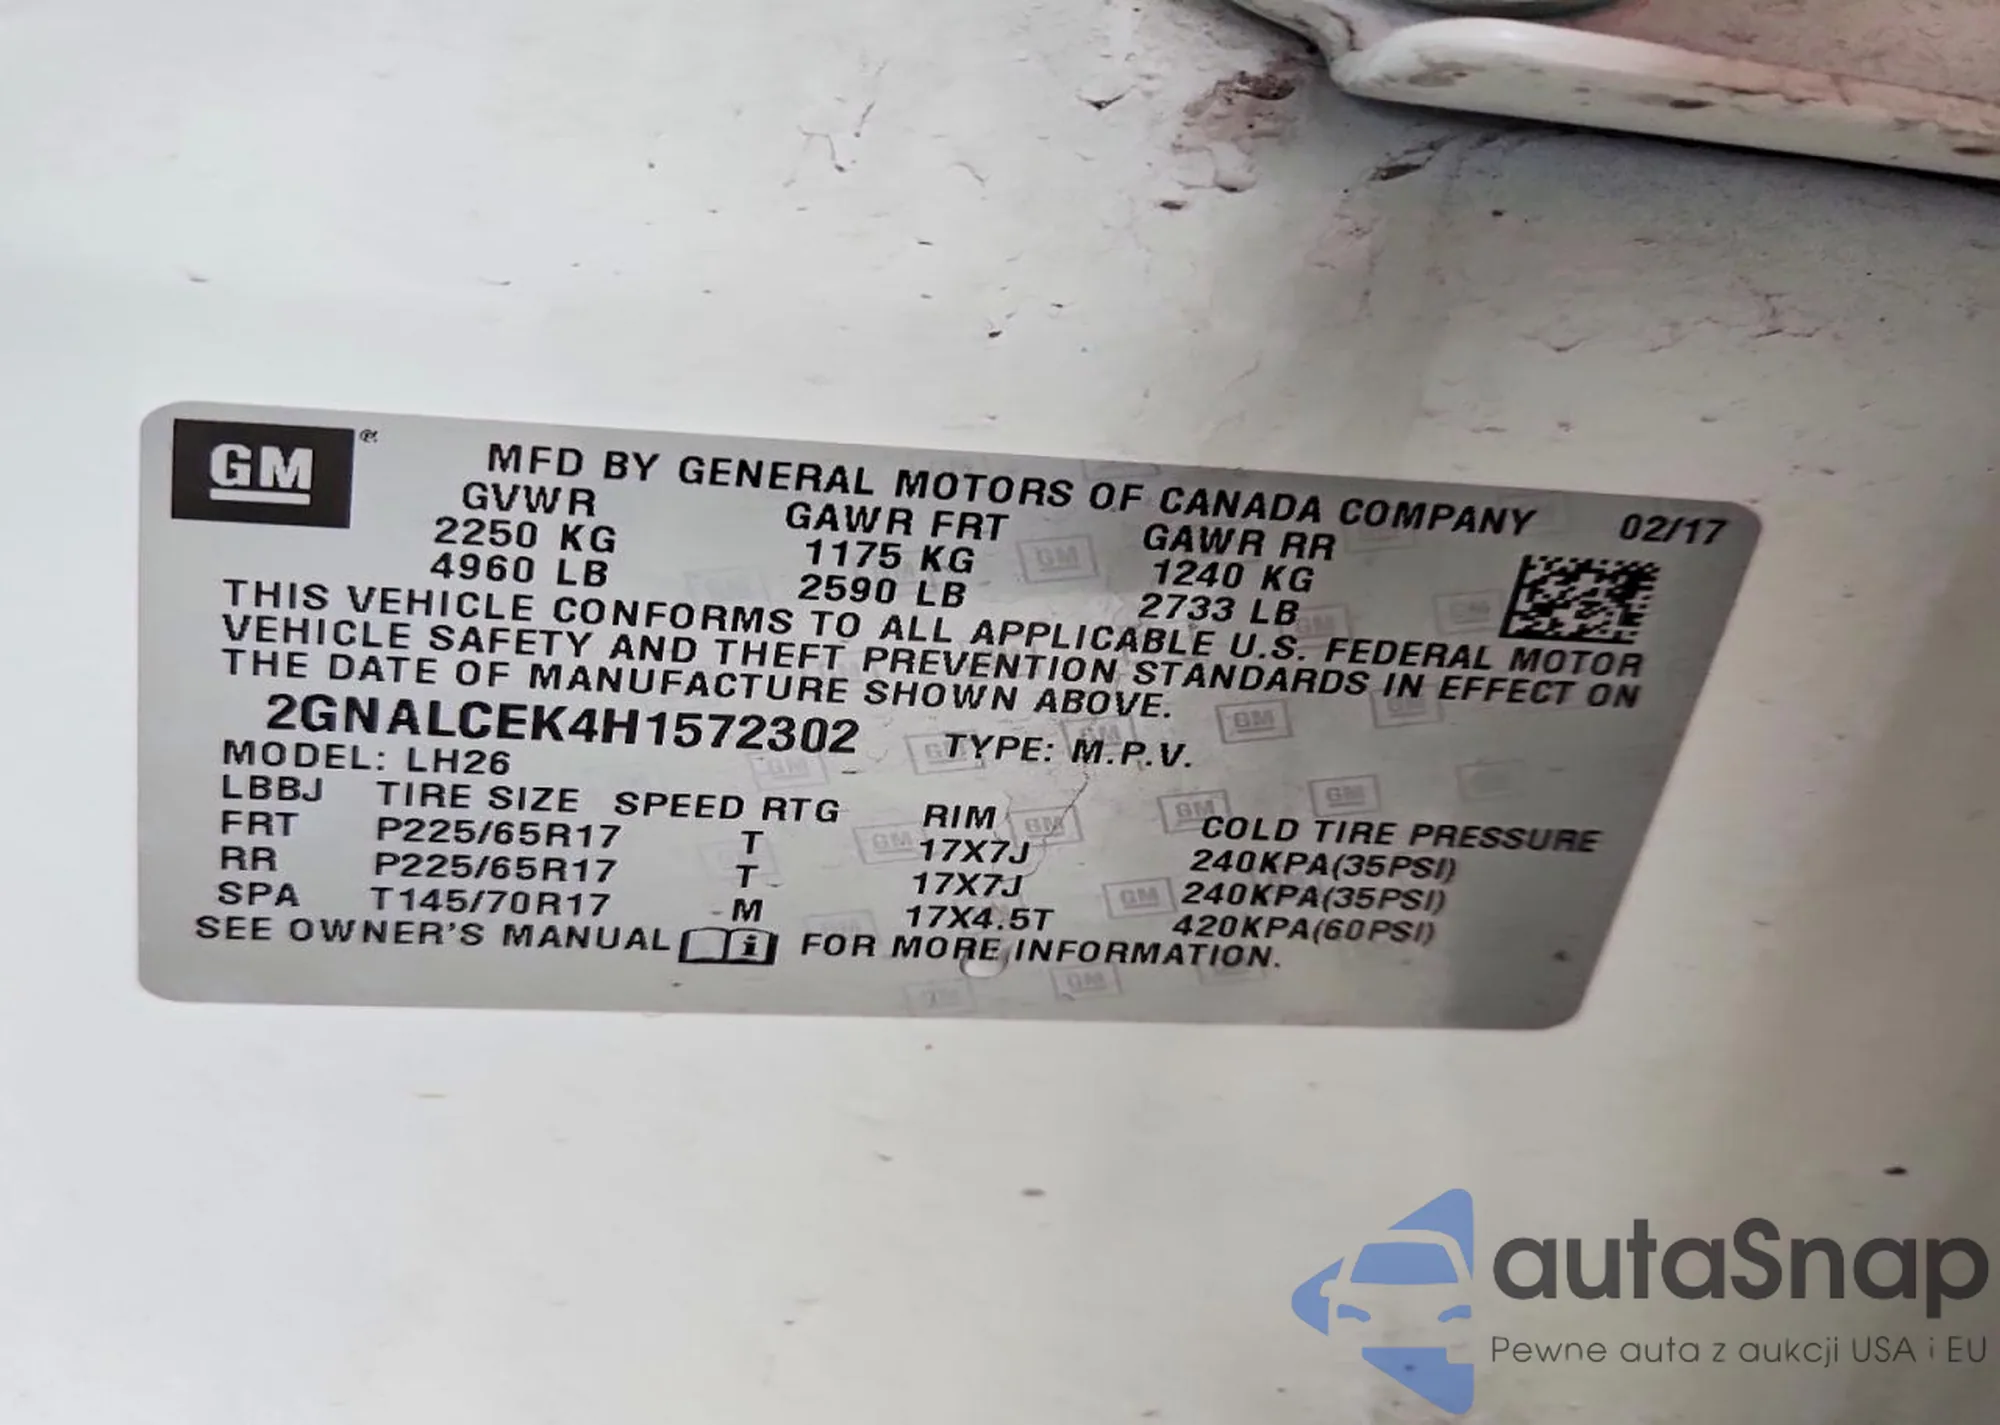 GM®
MFD BY GENERAL MOTORS OF CANADA COMPANY 02/17
GVWR GAWR FRT GAWR RR
2250 KG 1175 KG 1240 KG
4960 LB 2590 LB 2733 LB
THIS VEHICLE CONFORMS TO ALL APPLICABLE U.S. FEDERAL MOTOR
VEHICLE SAFETY AND THEFT PREVENTION STANDARDS IN EFFECT ON
THE DATE OF MANUFACTURE SHOWN ABOVE.
2GNALCEK4H1572302 TYPE: M.P.V.
MODEL: LH26
LBBJ TIRE SIZE SPEED RTG RIM COLD TIRE PRESSURE
FRT P225/65R17 T 17X7J 240KPA(35PSI)
RR P225/65R17 T 17X7J 240KPA(35PSI)
SPA T145/70R17 M 17X4.5T 420KPA(60PSI)
SEE OWNER'S MANUAL i FOR MORE INFORMATION.
autaSnap
Pewne auta z aukcji USA i EU